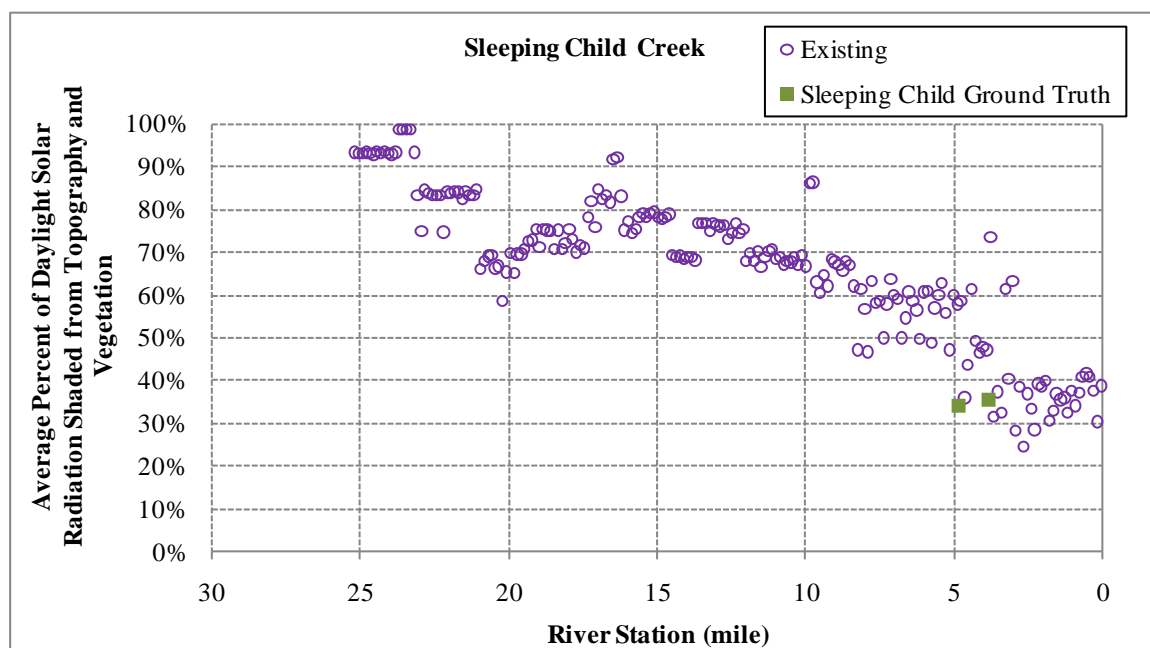 Sleeping Child Creek
Existing
Sleeping Child Ground Truth
Average Percent of Daylight Solar
Radiation Shaded from Topography and
Vegetation
100%
90%
80%
70%
60%
50%
40%
30%
20%
10%
0%
30 25 20 15 10 5 0
River Station (mile)